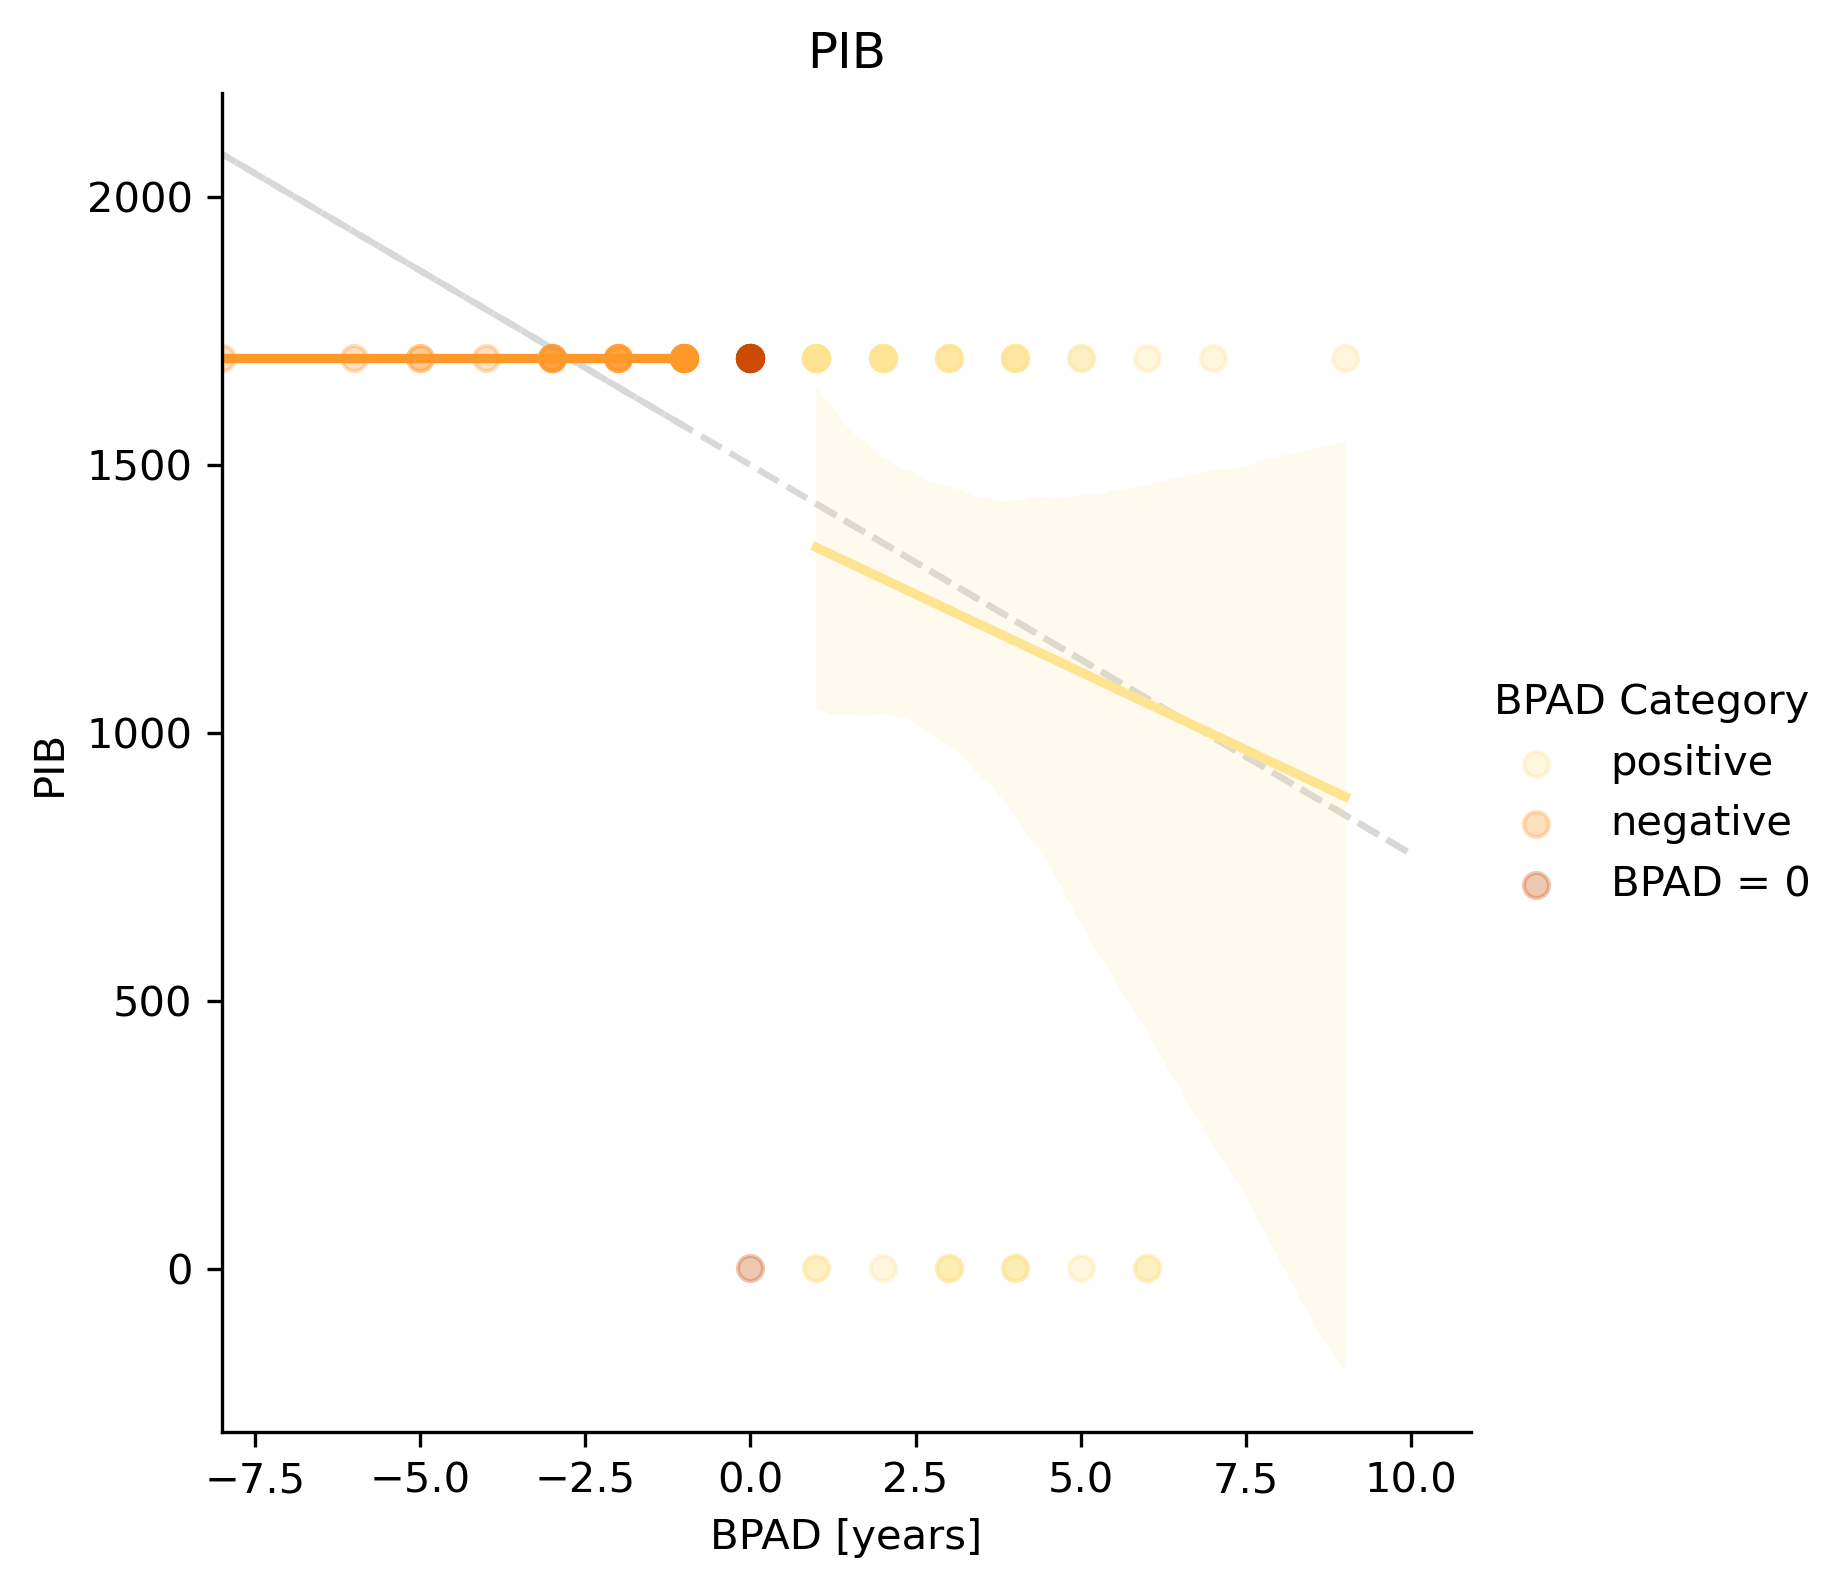 PIB
2000
1500
1000
500
0
PIB
−7.5 −5.0 −2.5 0.0 2.5 5.0 7.5 10.0
BPAD [years]
BPAD Category
positive
negative
BPAD = 0